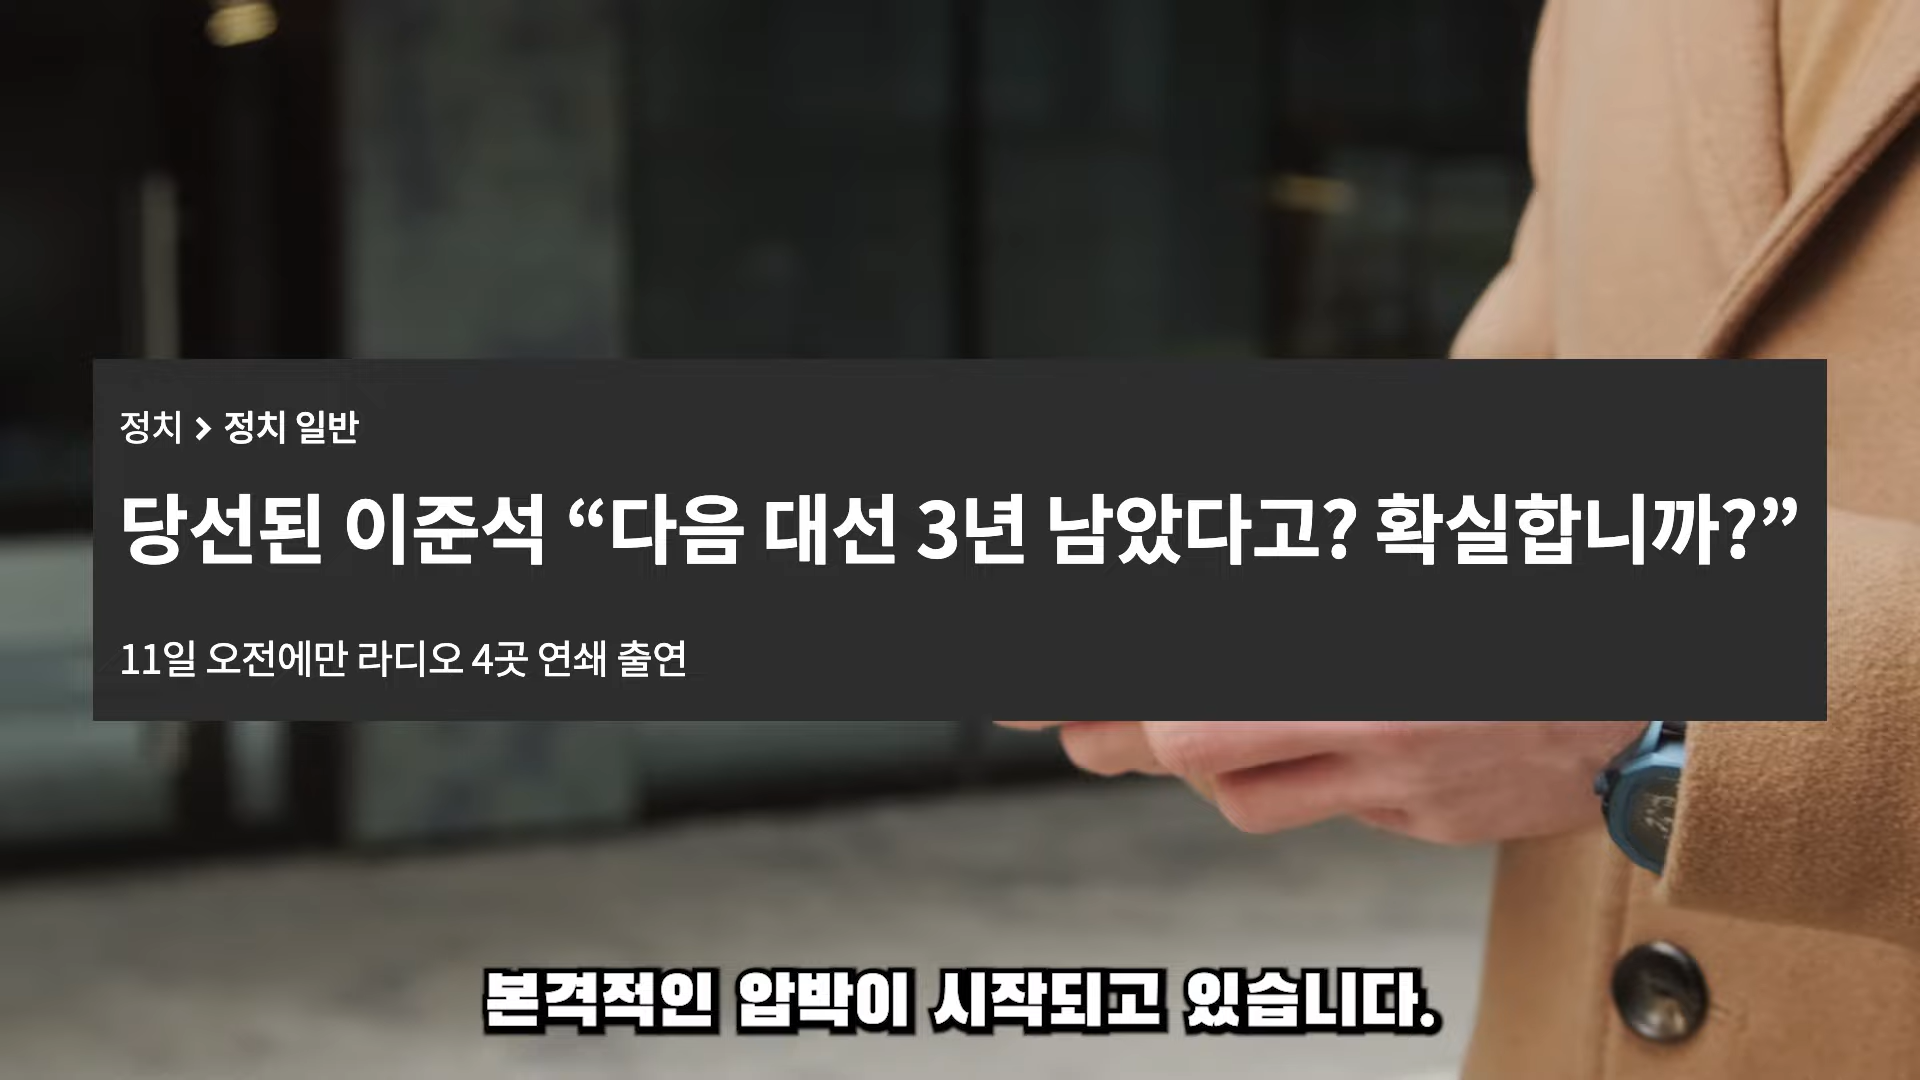 정치 > 정치 일반
당선된 이준석 “다음 대선 3년 남았다고? 확실합니까?”
11일 오전에만 라디오 4곳 연쇄 출연
본격적인 압박이 시작되고 있습니다.